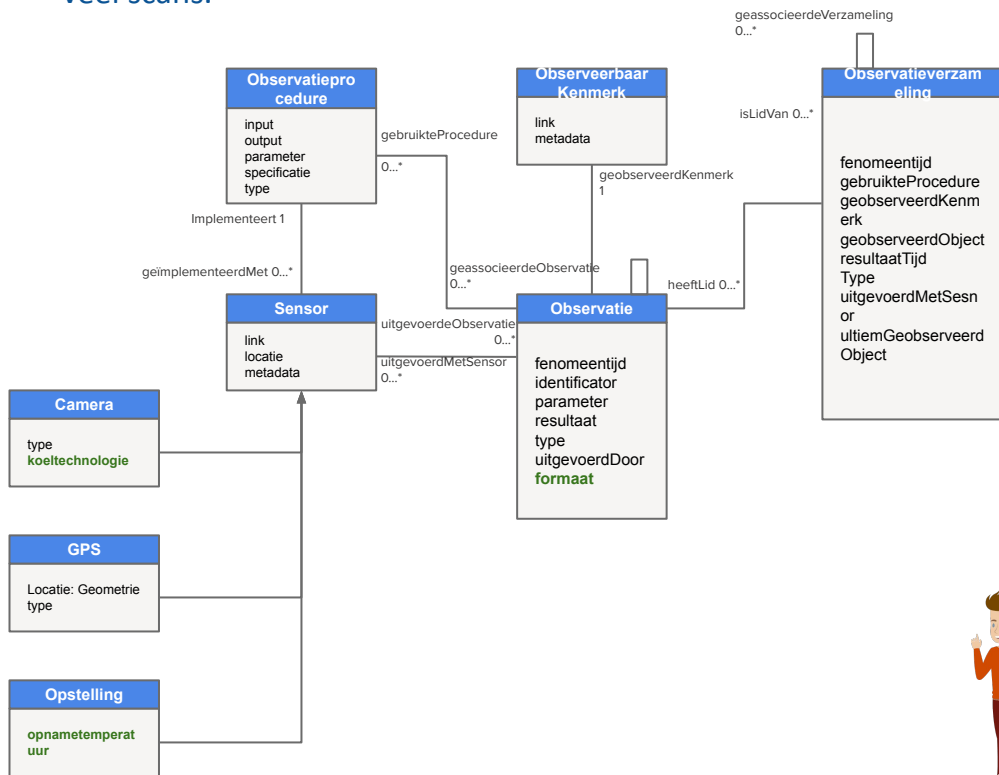 veel scans.
geassocieerdeVerzameling
0...*
Observatiepro
cedure
input
output
parameter
specificatie
type
gebruikteProcedure
0...*
Observeerbaar
Kenmerk
link
metadata
geobserveerdKenmerk
1
Observatieverzam
eling
isLidVan 0...*
fenomeentijd
gebruikteProcedure
geobserveerdKenm
erk
geobserveerdObject
resultaatTijd
Type
uitgevoerdMetSesn
or
ultiemGeobserveerd
Object
Implementeert 1
geïmplementeerdMet 0...*
geassocieerdeObservatie
0...*
heeftLid 0...*
Sensor
link
locatie
metadata
uitgevoerdeObservatie
0...*
uitgevoerdMetSensor
0...*
Observatie
fenomeentijd
identificator
parameter
resultaat
type
uitgevoerdDoor
formaat
Camera
type
koeltechnologie
GPS
Locatie: Geometrie
type
Opstelling
opnametemperat
uur